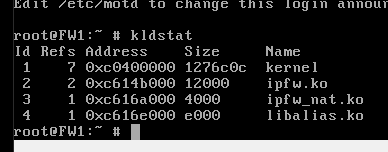 Edit /etc/motd to change this login annour
root@FW1:~ # kldstat
Id Refs Address Size Name
1 7 0xc0400000 1276c0c kernel
2 2 0xc614b000 12000 ipfw.ko
3 1 0xc616a000 4000 ipfw_nat.ko
4 1 0xc616e000 e000 libalias.ko
root@FW1:~ #